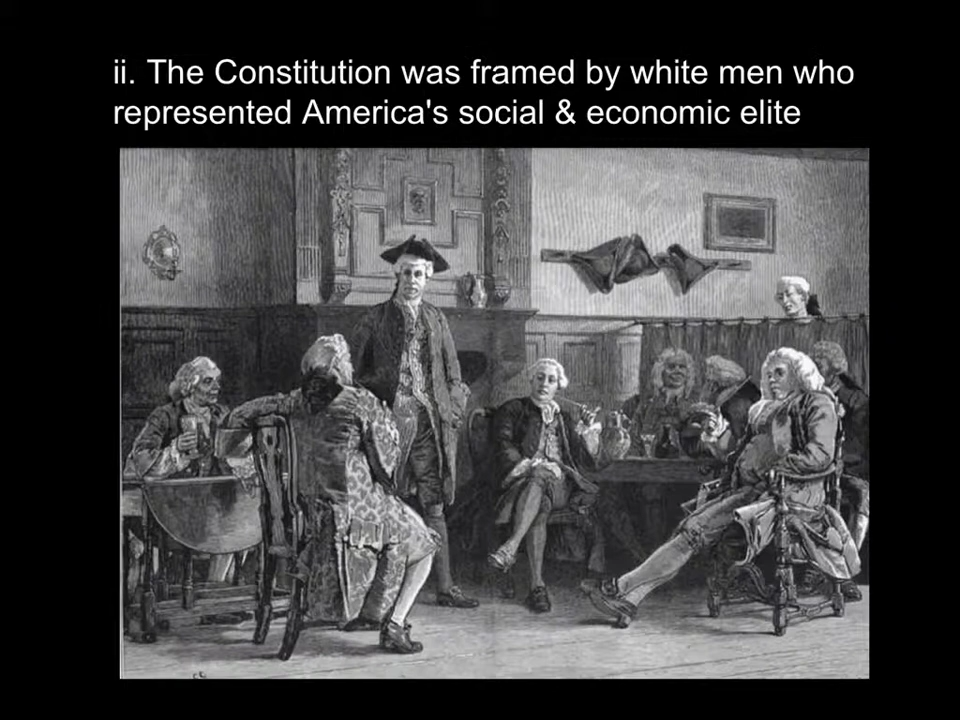 ii. The Constitution was framed by white men who
represented America's social & economic elite